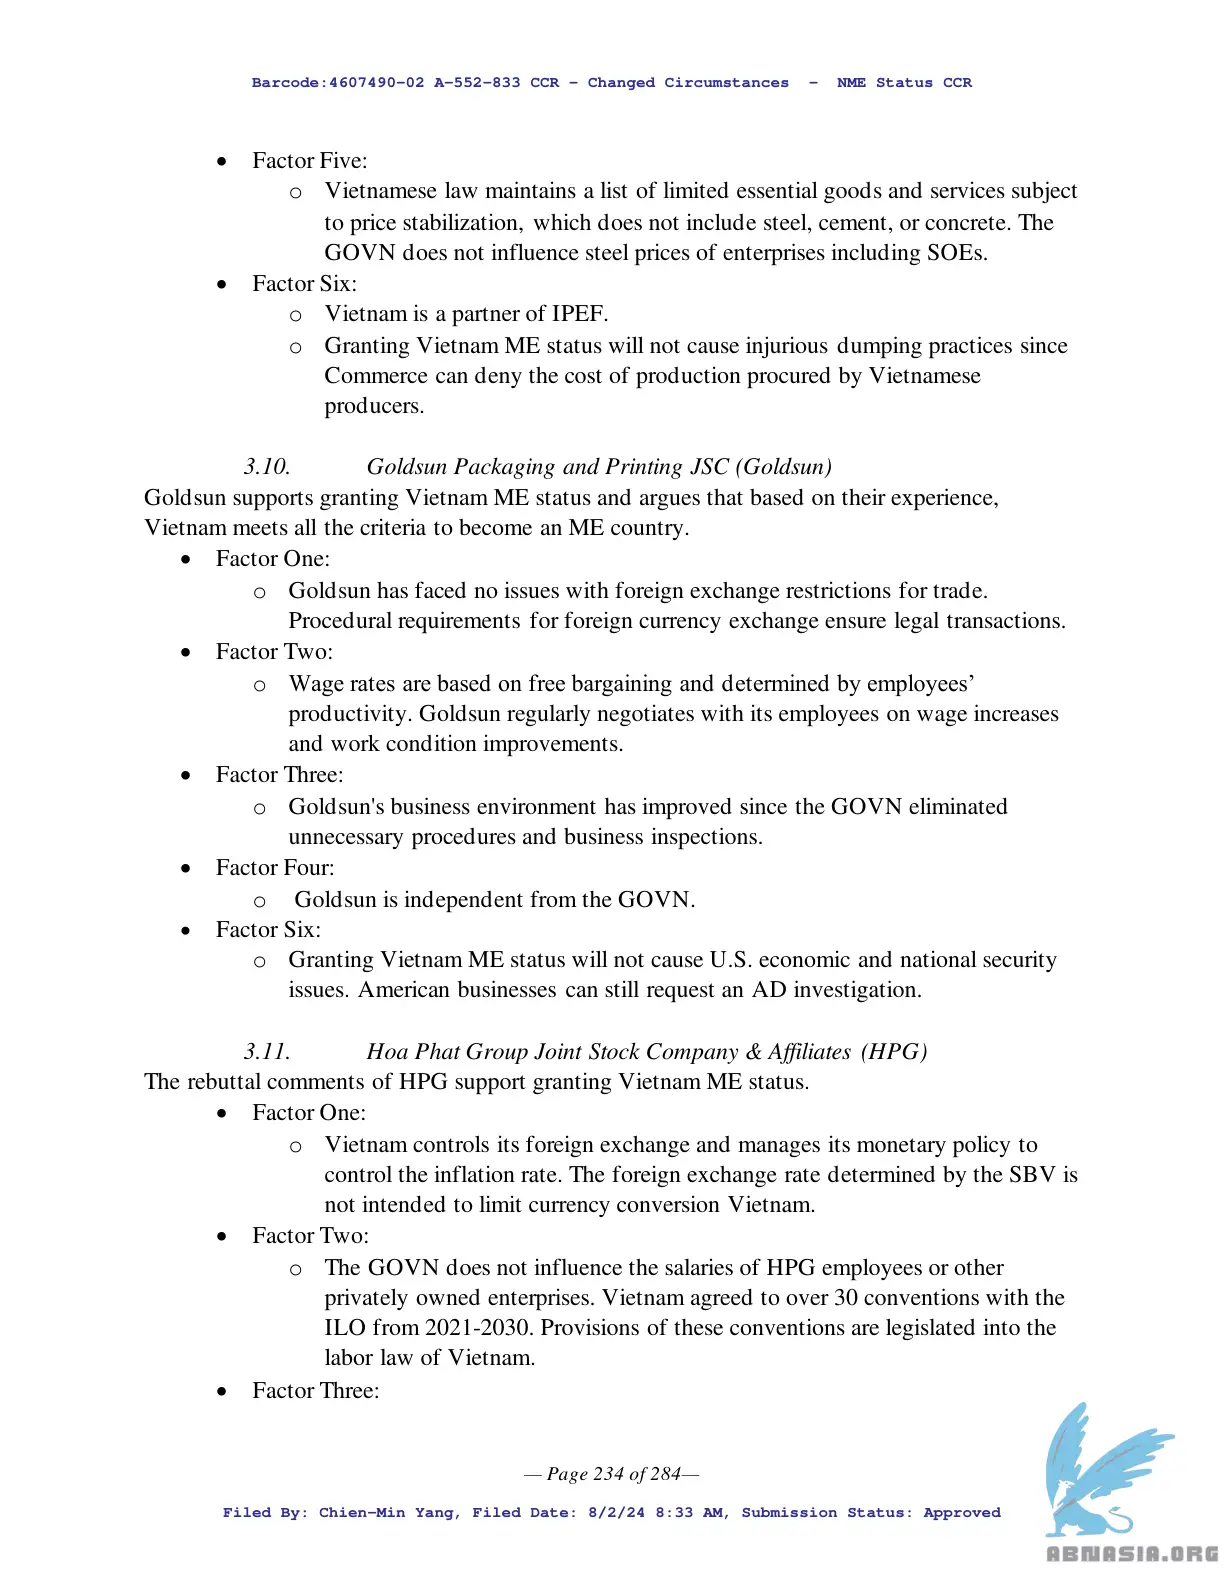 Barcode:4607490-02 A-552-833 CCR - Changed Circumstances - NME Status CCR
• Factor Five:
o Vietnamese law maintains a list of limited essential goods and services subject
to price stabilization, which does not include steel, cement, or concrete. The
GOVN does not influence steel prices of enterprises including SOEs.
• Factor Six:
o Vietnam is a partner of IPEF.
o Granting Vietnam ME status will not cause injurious dumping practices since
Commerce can deny the cost of production procured by Vietnamese
producers.
3.10. Goldsun Packaging and Printing JSC (Goldsun)
Goldsun supports granting Vietnam ME status and argues that based on their experience,
Vietnam meets all the criteria to become an ME country.
• Factor One:
o Goldsun has faced no issues with foreign exchange restrictions for trade.
Procedural requirements for foreign currency exchange ensure legal transactions.
• Factor Two:
o Wage rates are based on free bargaining and determined by employees’
productivity. Goldsun regularly negotiates with its employees on wage increases
and work condition improvements.
• Factor Three:
o Goldsun's business environment has improved since the GOVN eliminated
unnecessary procedures and business inspections.
• Factor Four:
o Goldsun is independent from the GOVN.
• Factor Six:
o Granting Vietnam ME status will not cause U.S. economic and national security
issues. American businesses can still request an AD investigation.
3.11. Hoa Phat Group Joint Stock Company & Affiliates (HPG)
The rebuttal comments of HPG support granting Vietnam ME status.
• Factor One:
o Vietnam controls its foreign exchange and manages its monetary policy to
control the inflation rate. The foreign exchange rate determined by the SBV is
not intended to limit currency conversion Vietnam.
• Factor Two:
o The GOVN does not influence the salaries of HPG employees or other
privately owned enterprises. Vietnam agreed to over 30 conventions with the
ILO from 2021-2030. Provisions of these conventions are legislated into the
labor law of Vietnam.
• Factor Three:
— Page 234 of 284—
Filed By: Chien-Min Yang, Filed Date: 8/2/24 8:33 AM, Submission Status: Approved
ABNASIA.ORG